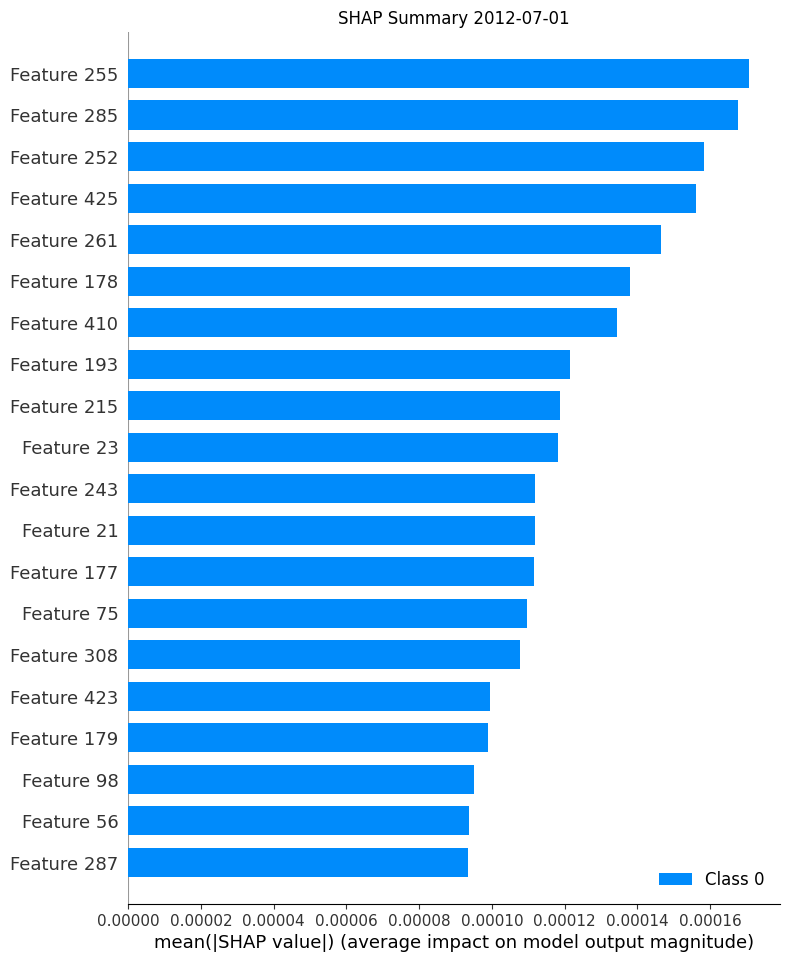 SHAP Summary 2012-07-01
Feature 255
Feature 285
Feature 252
Feature 425
Feature 261
Feature 178
Feature 410
Feature 193
Feature 215
Feature 23
Feature 243
Feature 21
Feature 177
Feature 75
Feature 308
Feature 423
Feature 179
Feature 98
Feature 56
Feature 287
Class 0
0.00000 0.00002 0.00004 0.00006 0.00008 0.00010 0.00012 0.00014 0.00016
mean(|SHAP value|) (average impact on model output magnitude)